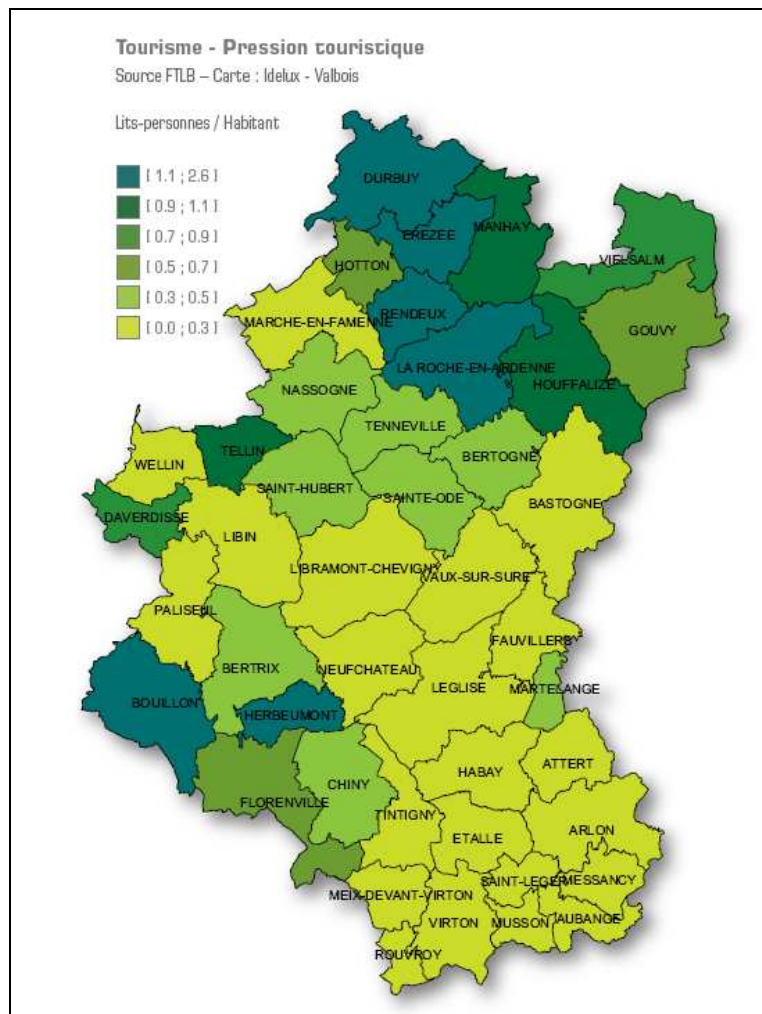 Tourisme - Pression touristique
Source FTLB – Carte : Idelux - Valbois
Lits-personnes / Habitant
[ 1.1 ; 2.6 ]
[ 0.9 ; 1.1 ]
[ 0.7 ; 0.9 ]
[ 0.5 ; 0.7 ]
[ 0.3 ; 0.5 ]
[ 0.0 ; 0.3 ]
DURBUY
EREZEE
MANHAY
VIELSALM
HOTTON
RENDEUX
MARCHE-EN-FAMENNE
GOUVY
LA ROCHE-EN-ARDENNE
HOUFFALIZE
NASSOGNE
TENNEVILLE
TELLIN
BERTOGNE
WELLIN
SAINT-HUBERT
SAINTE-ODE
BASTOGNE
DAVERDISSE
LIBIN
LIBRAMONT-CHEVIGNY
VAUX-SUR-SURE
PALISEUL
FAUVILLERS
BERTRIX
NEUFCHATEAU
LEGLISE
MARTELANGE
BOUILLON
HERBEUMONT
ATTERT
HABAY
CHINY
FLORENVILLE
TINTIGNY
ARLON
ETALLE
SAINT-LEGER
MESSANCY
MEIX-DEVANT-VIRTON
VIRTON
MUSSON
AUBANGE
ROUVROY